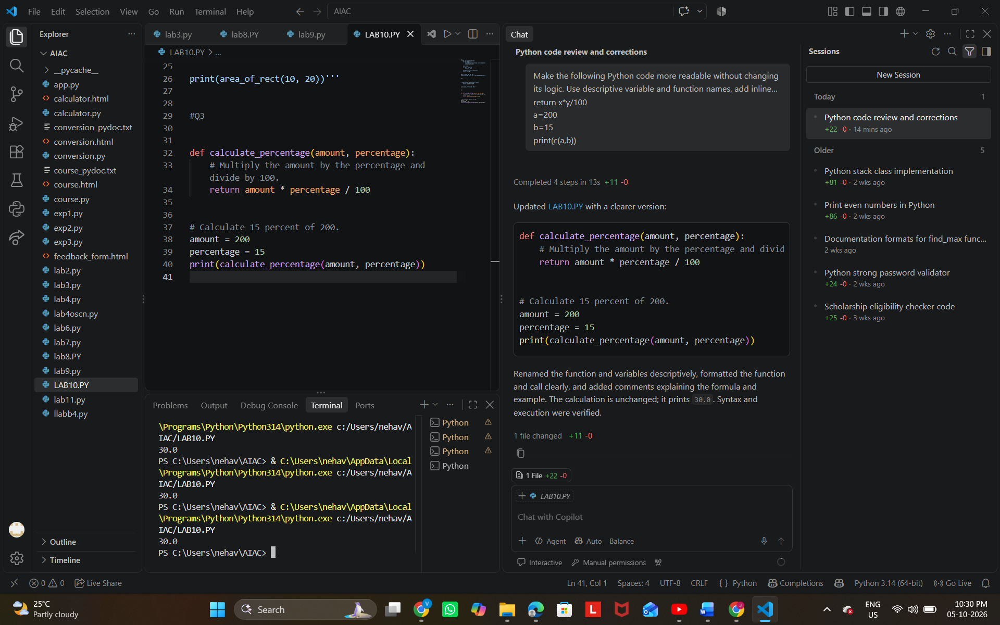 File Edit Selection View Go Run Terminal Help
AIAC
Explorer
AIAC
__pycache__
app.py
calculator.html
calculator.py
conversion_pydoc.txt
conversion.html
conversion.py
course_pydoc.txt
course.html
course.py
exp1.py
exp2.py
exp3.py
feedback_form.html
lab2.py
lab3.py
lab4.py
lab4oscn.py
lab6.py
lab7.py
lab8.PY
lab9.py
LAB10.PY
lab11.py
llabb4.py
Outline
Timeline
lab3.py lab8.PY lab9.py LAB10.PY
LAB10.PY > ...
25
26 print(area_of_rect(10, 20))'''
27
28
29 #Q3
30
31
32 def calculate_percentage(amount, percentage):
33 # Multiply the amount by the percentage and
divide by 100.
34 return amount * percentage / 100
35
36
37 # Calculate 15 percent of 200.
38 amount = 200
39 percentage = 15
40 print(calculate_percentage(amount, percentage))
41
Problems Output Debug Console Terminal Ports
\Programs\Python\Python314\python.exe c:/Users/nehav/A
IAC/LAB10.PY
30.0
PS C:\Users\nehav\AIAC> & C:\Users\nehav\AppData\Local
\Programs\Python\Python314\python.exe c:/Users/nehav/A
IAC/LAB10.PY
30.0
PS C:\Users\nehav\AIAC> & C:\Users\nehav\AppData\Local
\Programs\Python\Python314\python.exe c:/Users/nehav/A
IAC/LAB10.PY
30.0
PS C:\Users\nehav\AIAC>
Python
Python
Python
Python
Chat
Python code review and corrections
Make the following Python code more readable without changing
its logic. Use descriptive variable and function names, add inline...
return x*y/100
a=200
b=15
print(c(a,b))
Completed 4 steps in 13s +11 -0
Updated LAB10.PY with a clearer version:
def calculate_percentage(amount, percentage):
# Multiply the amount by the percentage and divid
return amount * percentage / 100
# Calculate 15 percent of 200.
amount = 200
percentage = 15
print(calculate_percentage(amount, percentage))
Renamed the function and variables descriptively, formatted the function
and call clearly, and added comments explaining the formula and
example. The calculation is unchanged; it prints 30.0. Syntax and
execution were verified.
1 file changed +11 -0
1 File +22 -0
LAB10.PY
Chat with Copilot
Agent Auto Balance
Interactive Manual permissions
Sessions
New Session
Today 1
Python code review and corrections
+22 -0 · 14 mins ago
Older 5
Python stack class implementation
+81 -0 · 2 wks ago
Print even numbers in Python
+86 -0 · 2 wks ago
Documentation formats for find_max func...
2 wks ago
Python strong password validator
+24 -0 · 2 wks ago
Scholarship eligibility checker code
+25 -0 · 3 wks ago
0 0 Live Share
Ln 41, Col 1 Spaces: 4 UTF-8 CRLF { } Python Completions Python 3.14 (64-bit) Go Live
25°C
Partly cloudy
Search
V
L
W
J
ENG
US
10:30 PM
05-10-2026